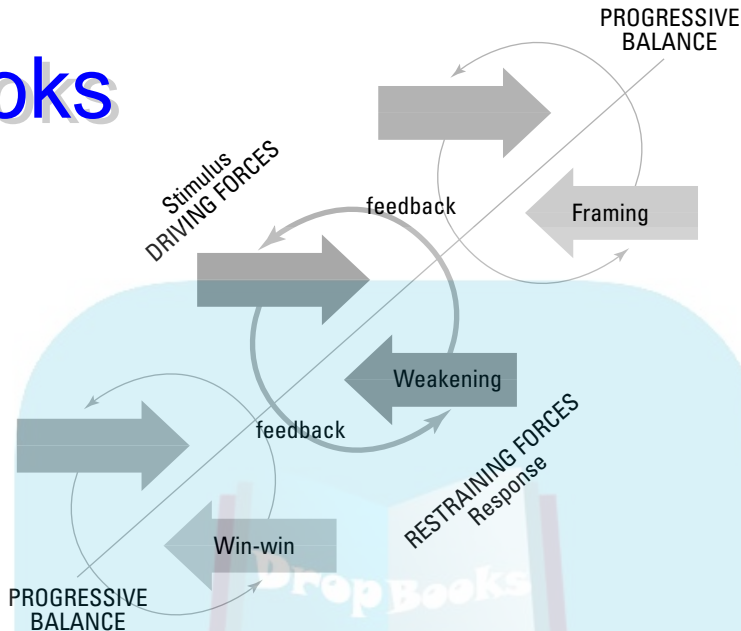 PROGRESSIVE
BALANCE
oks
Stimulus
DRIVING FORCES
feedback
Framing
Weakening
feedback
RESTRAINING FORCES
Response
Win-win
DropBooks
PROGRESSIVE
BALANCE